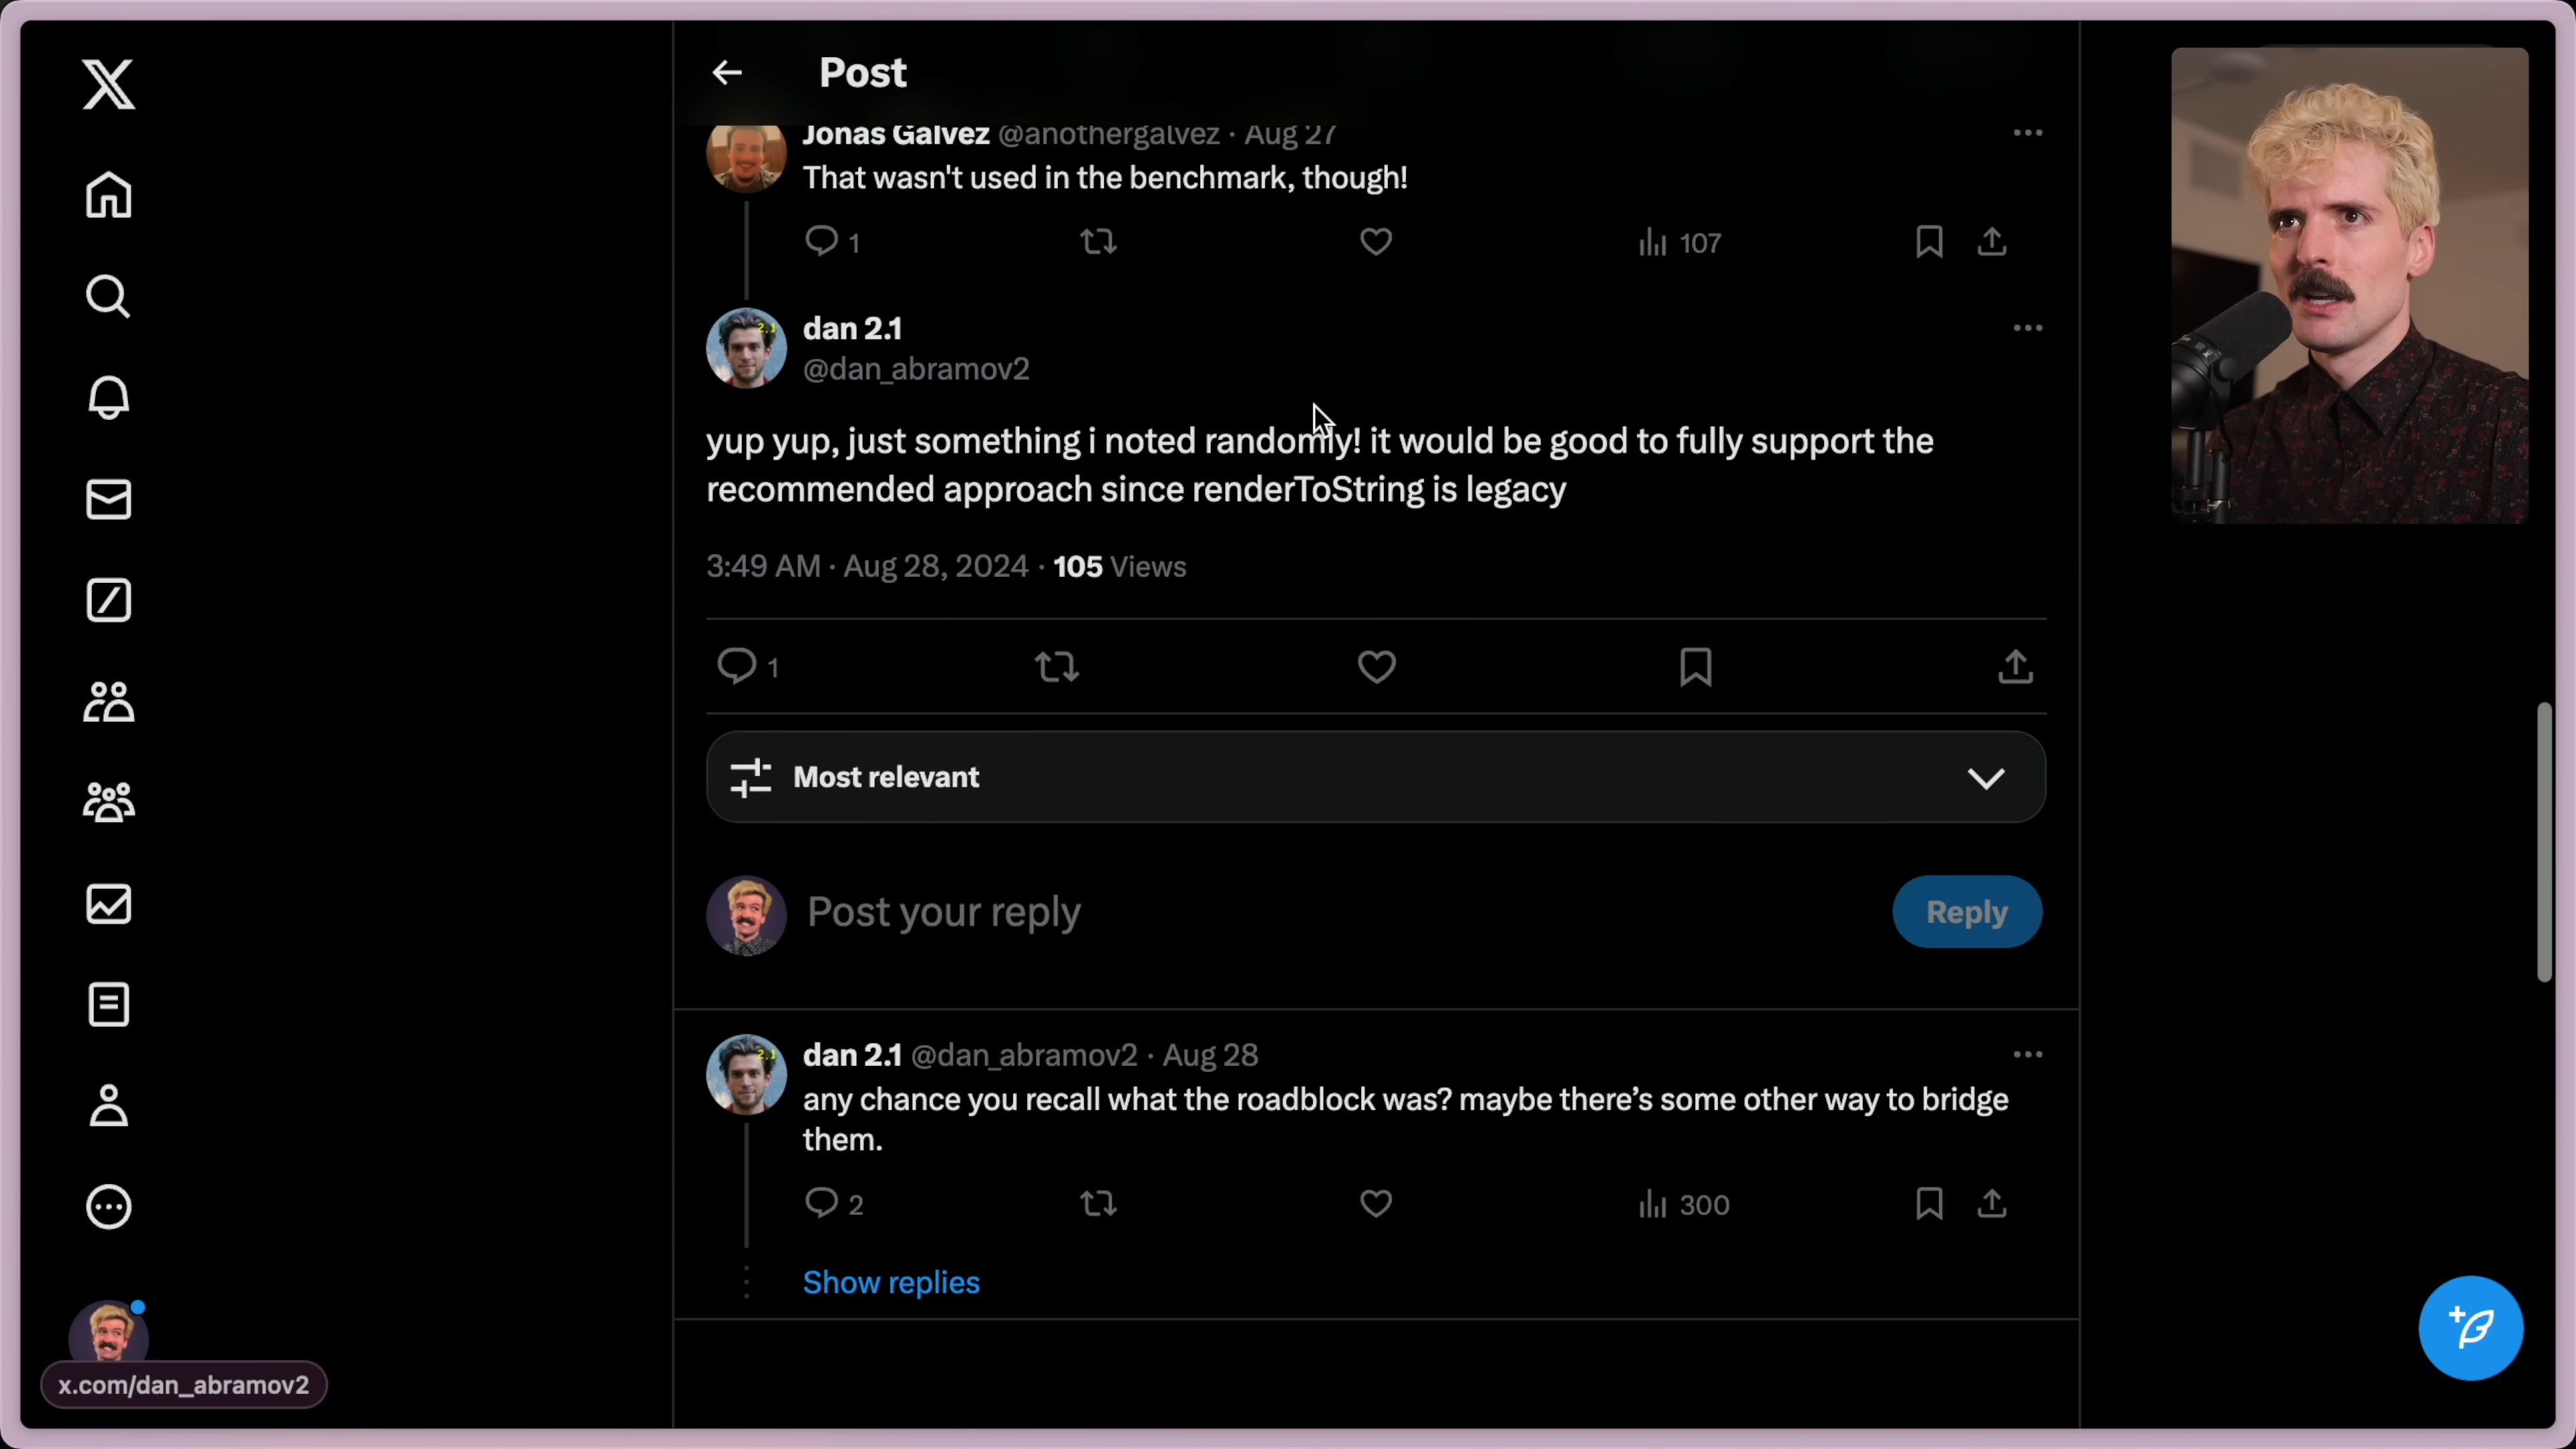 Post
Jonas Galvez @anothergalvez · Aug 27
That wasn't used in the benchmark, though!
1
107
dan 2.1
@dan_abramov2
yup yup, just something i noted randomly! it would be good to fully support the
recommended approach since renderToString is legacy
3:49 AM · Aug 28, 2024 · 105 Views
1
Most relevant
Post your reply
Reply
dan 2.1 @dan_abramov2 · Aug 28
any chance you recall what the roadblock was? maybe there’s some other way to bridge
them.
2
300
Show replies
x.com/dan_abramov2